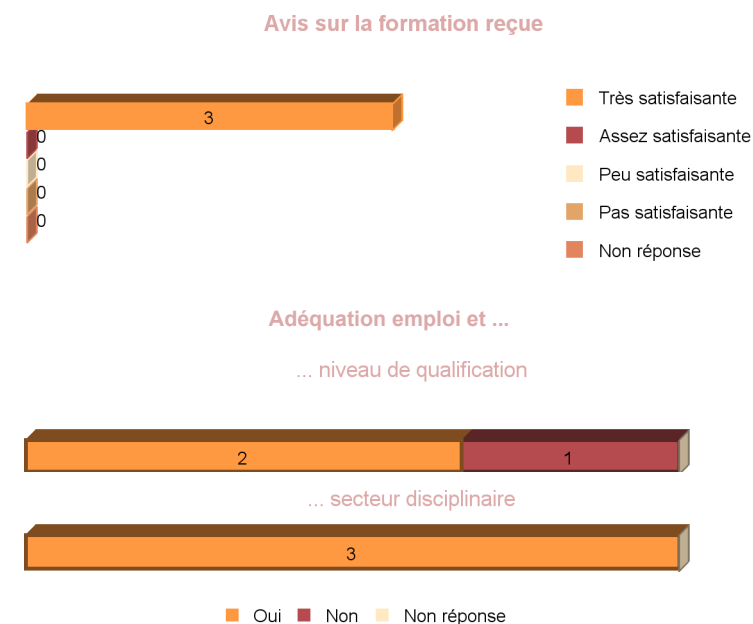 Avis sur la formation reçue
3
0
0
0
0
Très satisfaisante
Assez satisfaisante
Peu satisfaisante
Pas satisfaisante
Non réponse
Adéquation emploi et ...
... niveau de qualification
2 1
... secteur disciplinaire
3
Oui Non Non réponse